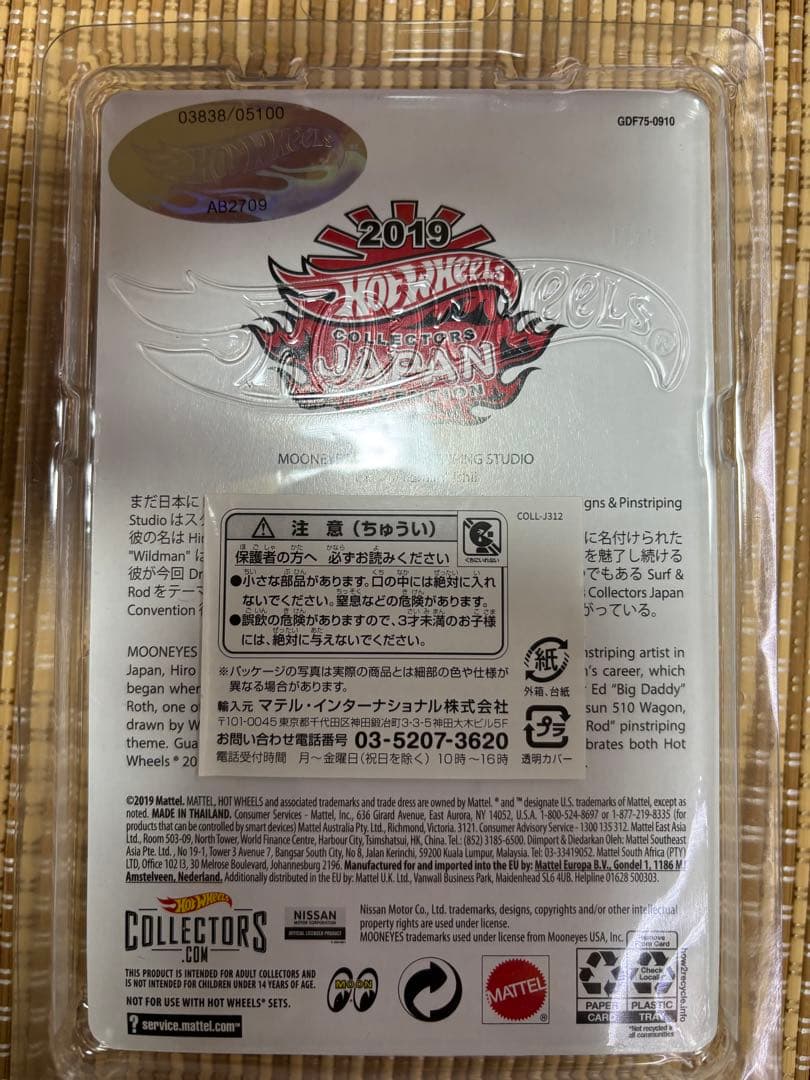 03838/05100
Hot Wheels
AB2709
GDF75-0910
2019
HOT WHEELS
COLLECTORS
JAPAN
MOONEYES
PING STUDIO
まだ日本に
igns & Pinstriping
Studio はスタ
彼の名は Hir
に名付けられた
"Wildman" は
を魅了し続ける
彼が今回 Dr
でもある Surf &
Rod をテーマ
Collectors Japan
Convention
がっている。
MOONEYES
nstriping artist in
Japan, Hiro
n's career, which
began when
Ed "Big Daddy"
Roth, one o
sun 510 Wagon,
drawn by W
Rod" pinstriping
theme. Gua
brates both Hot
Wheels® 20
COLL-J312
注意（ちゅうい）
くちにいれない
保護者の方へ 必ずお読みください
●小さな部品があります。口の中には絶対に入れ
ないでください。窒息などの危険があります。
●誤飲の危険がありますので、3才未満のお子様
には、絶対に与えないでください。
※パッケージの写真は実際の商品とは細部の色や仕様が
異なる場合があります。
輸入元 マテル・インターナショナル株式会社
〒101-0045 東京都千代田区神田鍛冶町3-3-5 神田大木ビル5F
お問い合わせ電話番号 03-5207-3620
電話受付時間 月〜金曜日（祝日を除く）10時〜16時
紙
外箱、台紙
プラ
透明カバー
©2019 Mattel. MATTEL, HOT WHEELS and associated trademarks and trade dress are owned by Mattel. ® and ™ designate U.S. trademarks of Mattel, except as
noted. MADE IN THAILAND. Consumer Services - Mattel, Inc., 636 Girard Avenue, East Aurora, NY 14052, U.S.A. 1-800-524-8697 or 1-877-219-8335 (for
products that can be controlled by smart devices) Mattel Australia Pty. Ltd., Richmond, Victoria. 3121. Consumer Advisory Service - 1300 135 312. Mattel East Asia
Ltd., Room 503-09, North Tower, World Finance Centre, Harbour City, Tsimshatsui, HK, China. Tel.: (852) 3185-6500. Diimport & Diedarkan Oleh: Mattel Southeast
Asia Pte. Ltd., No 19-1, Tower 3 Avenue 7, Bangsar South City, No 8, Jalan Kerinchi, 59200 Kuala Lumpur, Malaysia. Tel: 03-33419052. Mattel South Africa (PTY)
LTD, Office 102 I3, 30 Melrose Boulevard, Johannesburg 2196. Manufactured for and imported into the EU by: Mattel Europa B.V., Gondel 1, 1186 MJ
Amstelveen, Nederland. Additionally distributed in the EU by: Mattel U.K. Ltd., Vanwall Business Park, Maidenhead SL6 4UB. Helpline 01628 500303.
Hot Wheels
COLLECTORS
.COM
NISSAN
MOTOR CORPORATION
OFFICIAL LICENSED PRODUCT
Nissan Motor Co., Ltd. trademarks, designs, copyrights and/or other intellectual
property rights are used under license.
MOONEYES trademarks used under license from Mooneyes USA, Inc.
THIS PRODUCT IS INTENDED FOR ADULT COLLECTORS AND
IS NOT INTENDED FOR CHILDREN UNDER 14 YEARS OF AGE.
NOT FOR USE WITH HOT WHEELS® SETS.
? service.mattel.com™
MOON
MATTEL®
Remove
From Card
Check
Locally*
PAPER
CARD
PLASTIC
TRAY
*Not recycled in
all communities
how2recycle.info